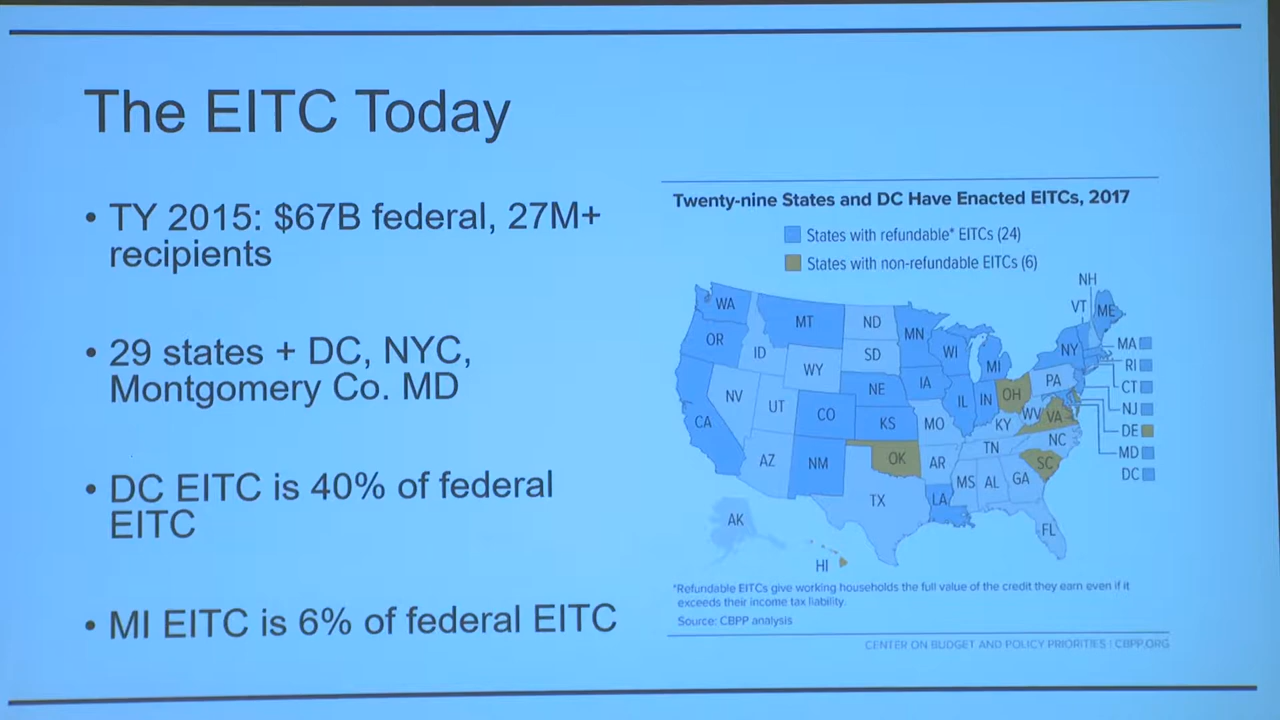 The EITC Today
• TY 2015: $67B federal, 27M+
recipients
• 29 states + DC, NYC,
Montgomery Co. MD
• DC EITC is 40% of federal
EITC
• MI EITC is 6% of federal EITC
Twenty-nine States and DC Have Enacted EITCs, 2017
States with refundable* EITCs (24)
States with non-refundable EITCs (6)
NH
VT
ME
WA
MT
ND
MN
OR
ID
SD
WI
MI
NY
MA
RI
WY
CT
NV
UT
NE
IA
IL
IN
OH
PA
NJ
CA
CO
KS
MO
KY
WV
VA
DE
MD
DC
AZ
NM
OK
AR
TN
NC
SC
TX
LA
MS
AL
GA
FL
AK
HI
*Refundable EITCs give working households the full value of the credit they earn even if it
exceeds their income tax liability.
Source: CBPP analysis
CENTER ON BUDGET AND POLICY PRIORITIES | CBPP.ORG